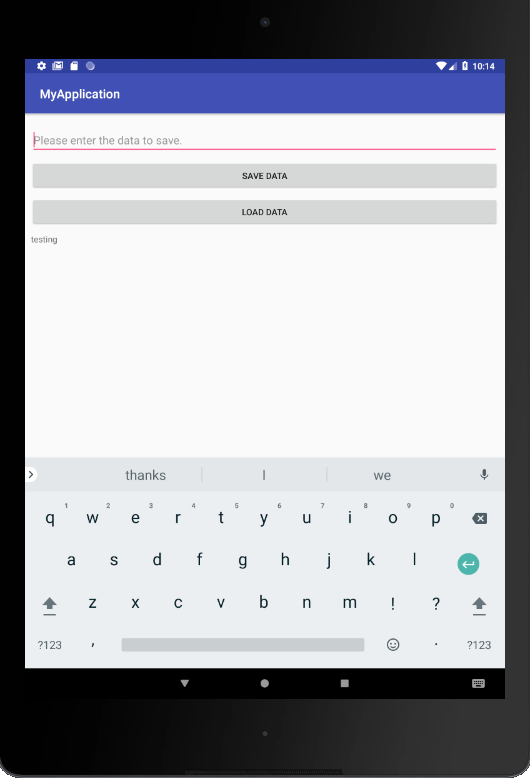 10:14
MyApplication
Please enter the data to save.
SAVE DATA
LOAD DATA
testing
thanks I we
1 2 3 4 5 6 7 8 9 0
q w e r t y u i o p
a s d f g h j k l
z x c v b n m ! ?
?123 , . ?123